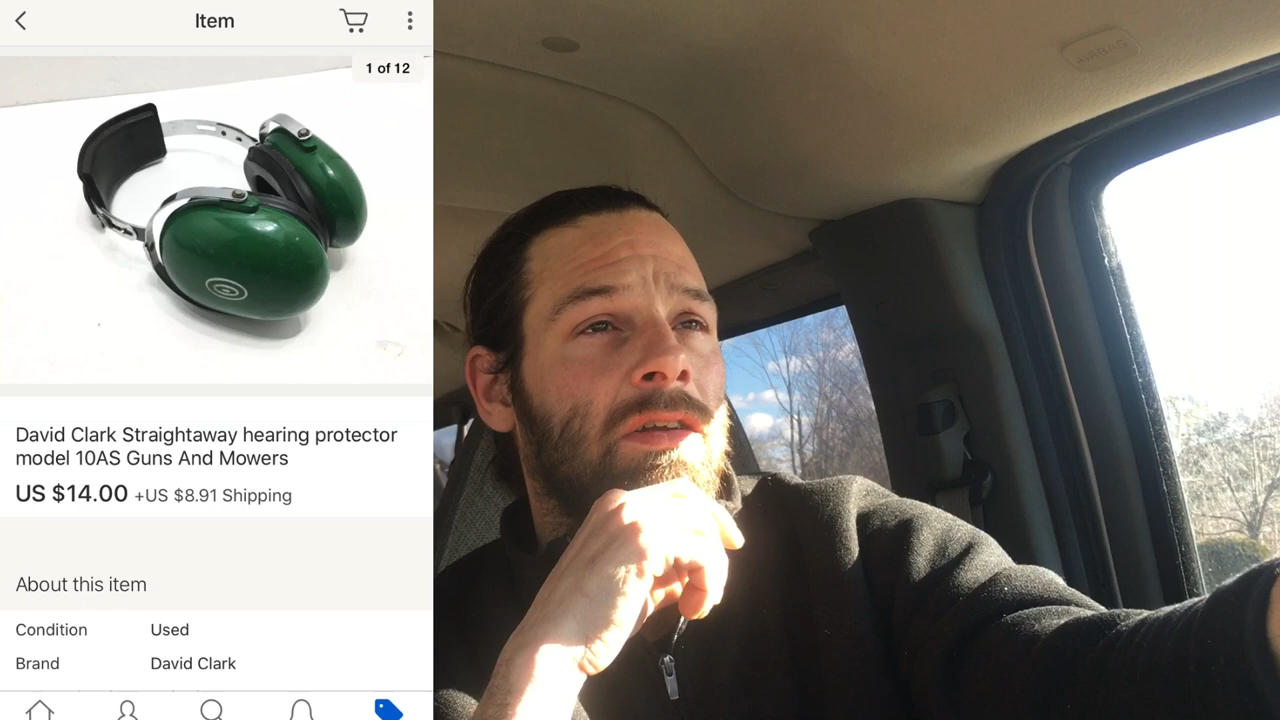 Item
1 of 12
David Clark Straightaway hearing protector
model 10AS Guns And Mowers
US $14.00 +US $8.91 Shipping
About this item
Condition Used
Brand David Clark
AIRBAG